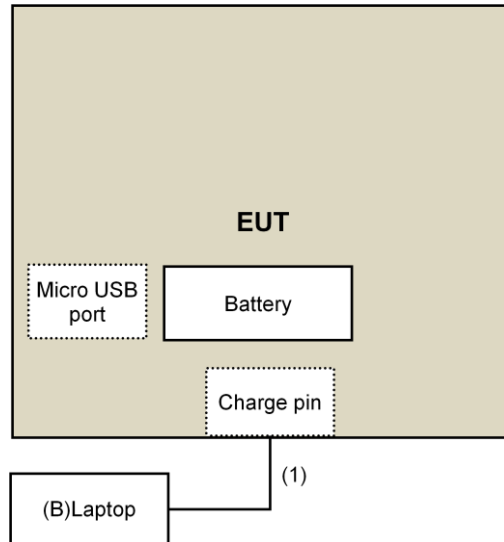 EUT
Micro USB
port
Battery
Charge pin
(1)
(B)Laptop